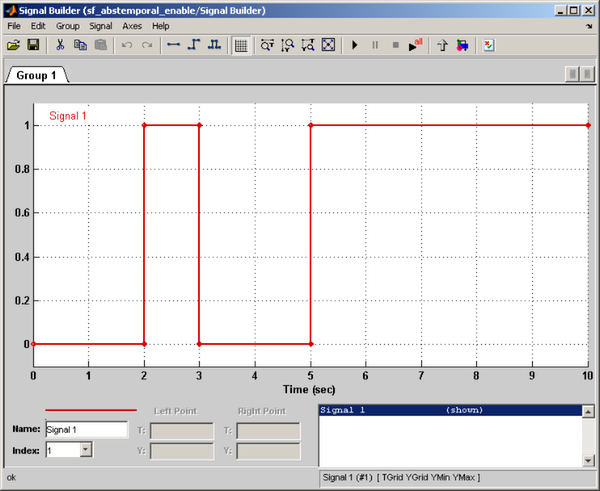 Signal Builder (sf_abstemporal_enable/Signal Builder)
File Edit Group Signal Axes Help
all
Group 1
Signal 1
1
0.8
0.6
0.4
0.2
0
0 1 2 3 4 5 6 7 8 9 10
Time (sec)
Left Point Right Point
Name: Signal 1 T: T:
Index: 1 Y: Y:
Signal 1 (shown)
ok
Signal 1 (#1) [ TGrid YGrid YMin YMax ]